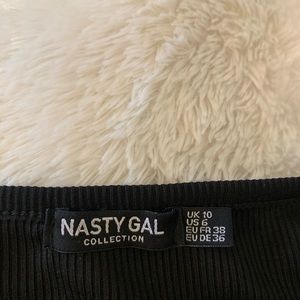 NASTY GAL
COLLECTION
UK 10
US 6
EU FR 38
EU DE 36